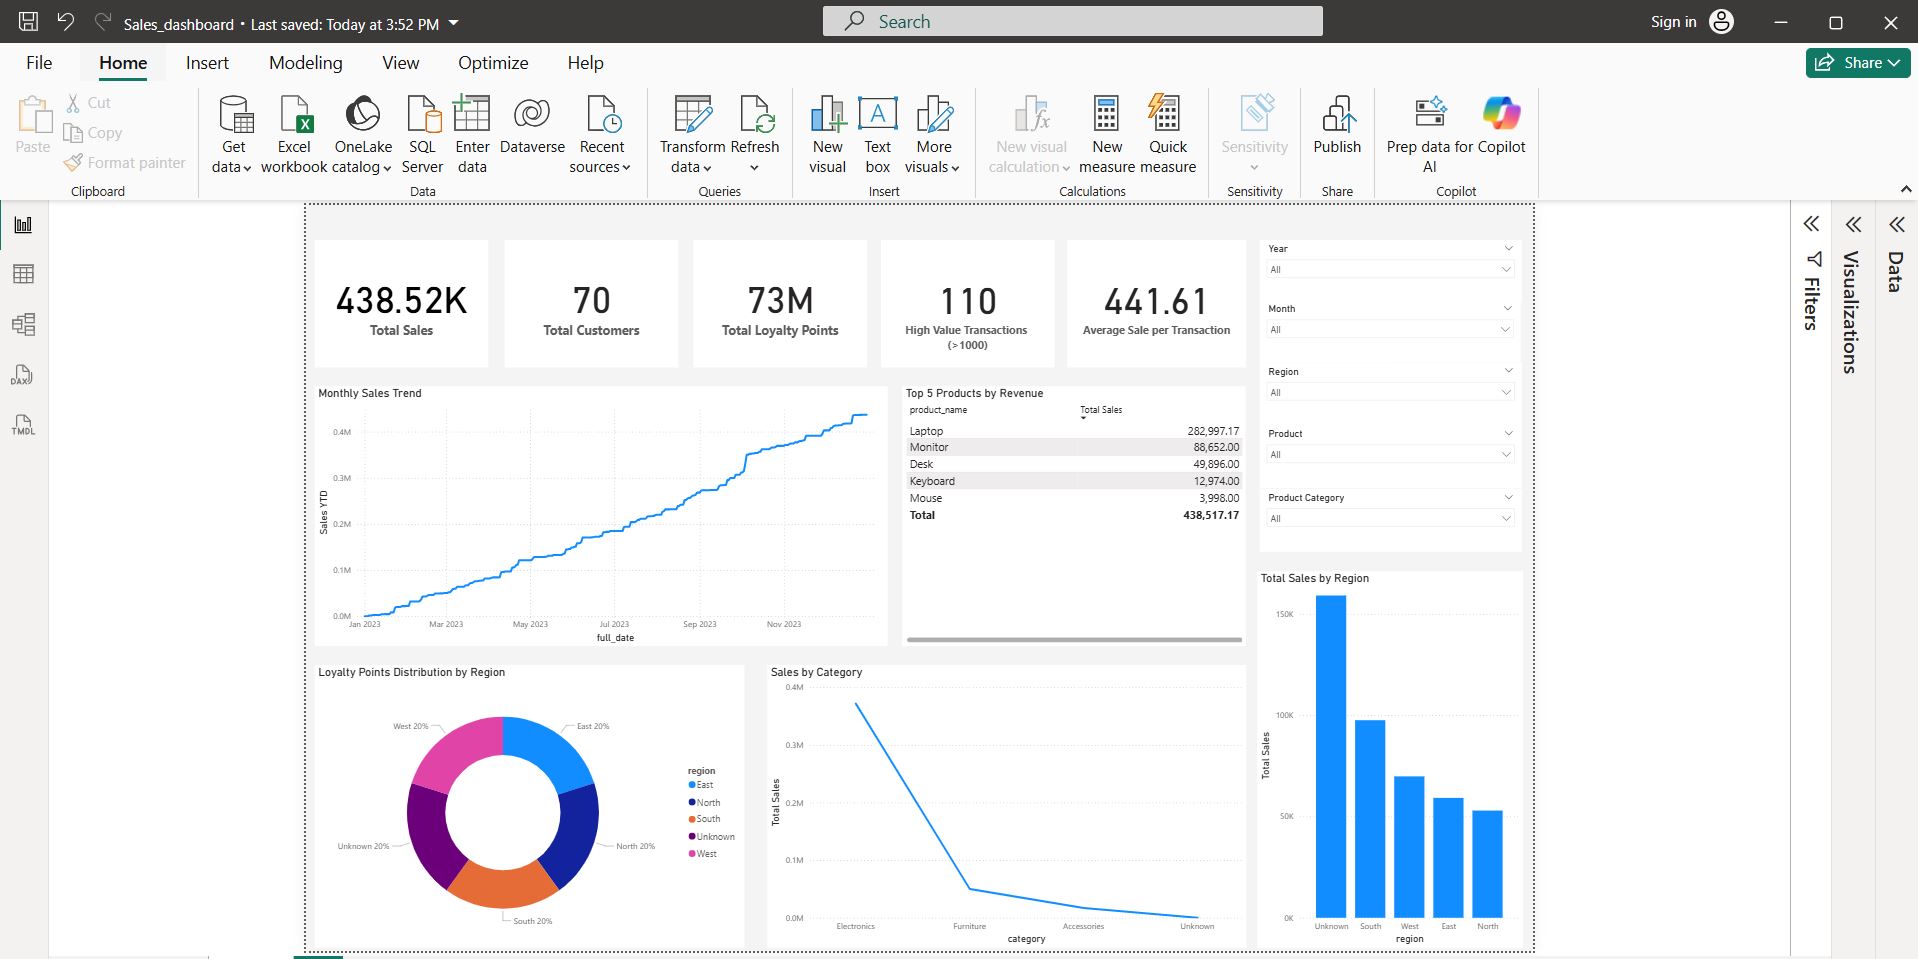 Sales_dashboard • Last saved: Today at 3:52 PM
Search
Sign in
File
Home
Insert
Modeling
View
Optimize
Help
Share
Paste
Cut
Copy
Format painter
Clipboard
Get data
Excel workbook
OneLake catalog
SQL Server
Enter data
Dataverse
Recent sources
Data
Transform data
Refresh
Queries
New visual
Text box
More visuals
Insert
New visual calculation
New measure
Quick measure
Calculations
Sensitivity
Sensitivity
Publish
Share
Prep data for AI
Copilot
Copilot
DAX
TMDL
438.52K
Total Sales
70
Total Customers
73M
Total Loyalty Points
110
High Value Transactions
(>1000)
441.61
Average Sale per Transaction
Year
All
Month
All
Region
All
Product
All
Product Category
All
Filters
Visualizations
Data
Monthly Sales Trend
Sales YTD
0.4M
0.3M
0.2M
0.1M
0.0M
Jan 2023 Mar 2023 May 2023 Jul 2023 Sep 2023 Nov 2023
full_date
Top 5 Products by Revenue
product_name Total Sales
Laptop 282,997.17
Monitor 88,652.00
Desk 49,896.00
Keyboard 12,974.00
Mouse 3,998.00
Total 438,517.17
Loyalty Points Distribution by Region
West 20%
East 20%
Unknown 20%
North 20%
South 20%
region
East
North
South
Unknown
West
Sales by Category
Total Sales
0.4M
0.3M
0.2M
0.1M
0.0M
Electronics Furniture Accessories Unknown
category
Total Sales by Region
Total Sales
150K
100K
50K
0K
Unknown South West East North
region